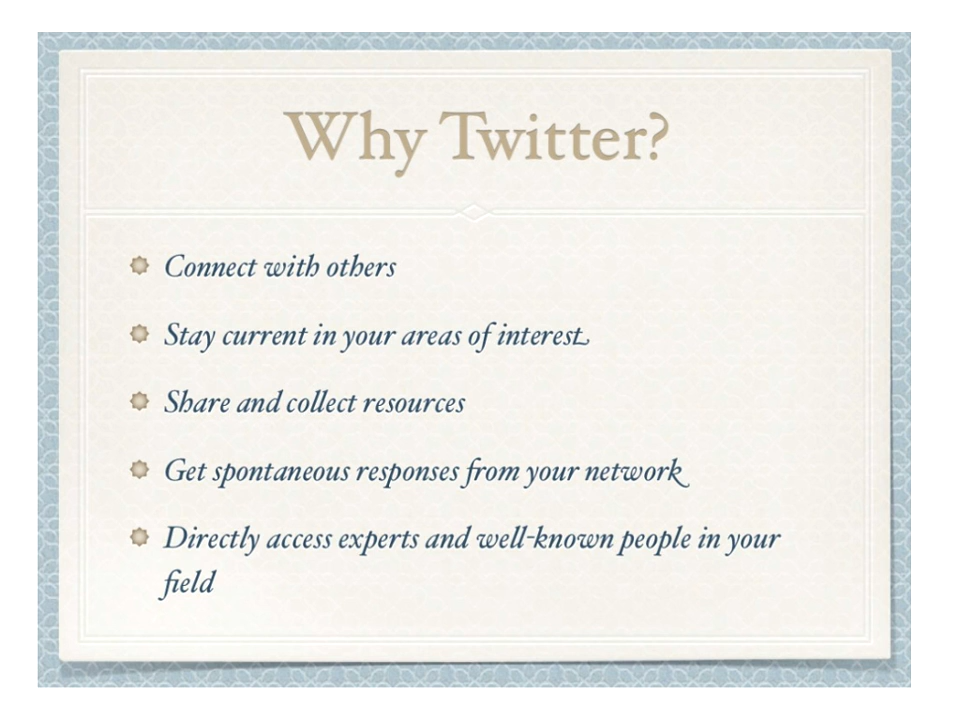 Why Twitter?
Connect with others
Stay current in your areas of interest
Share and collect resources
Get spontaneous responses from your network
Directly access experts and well-known people in your
field